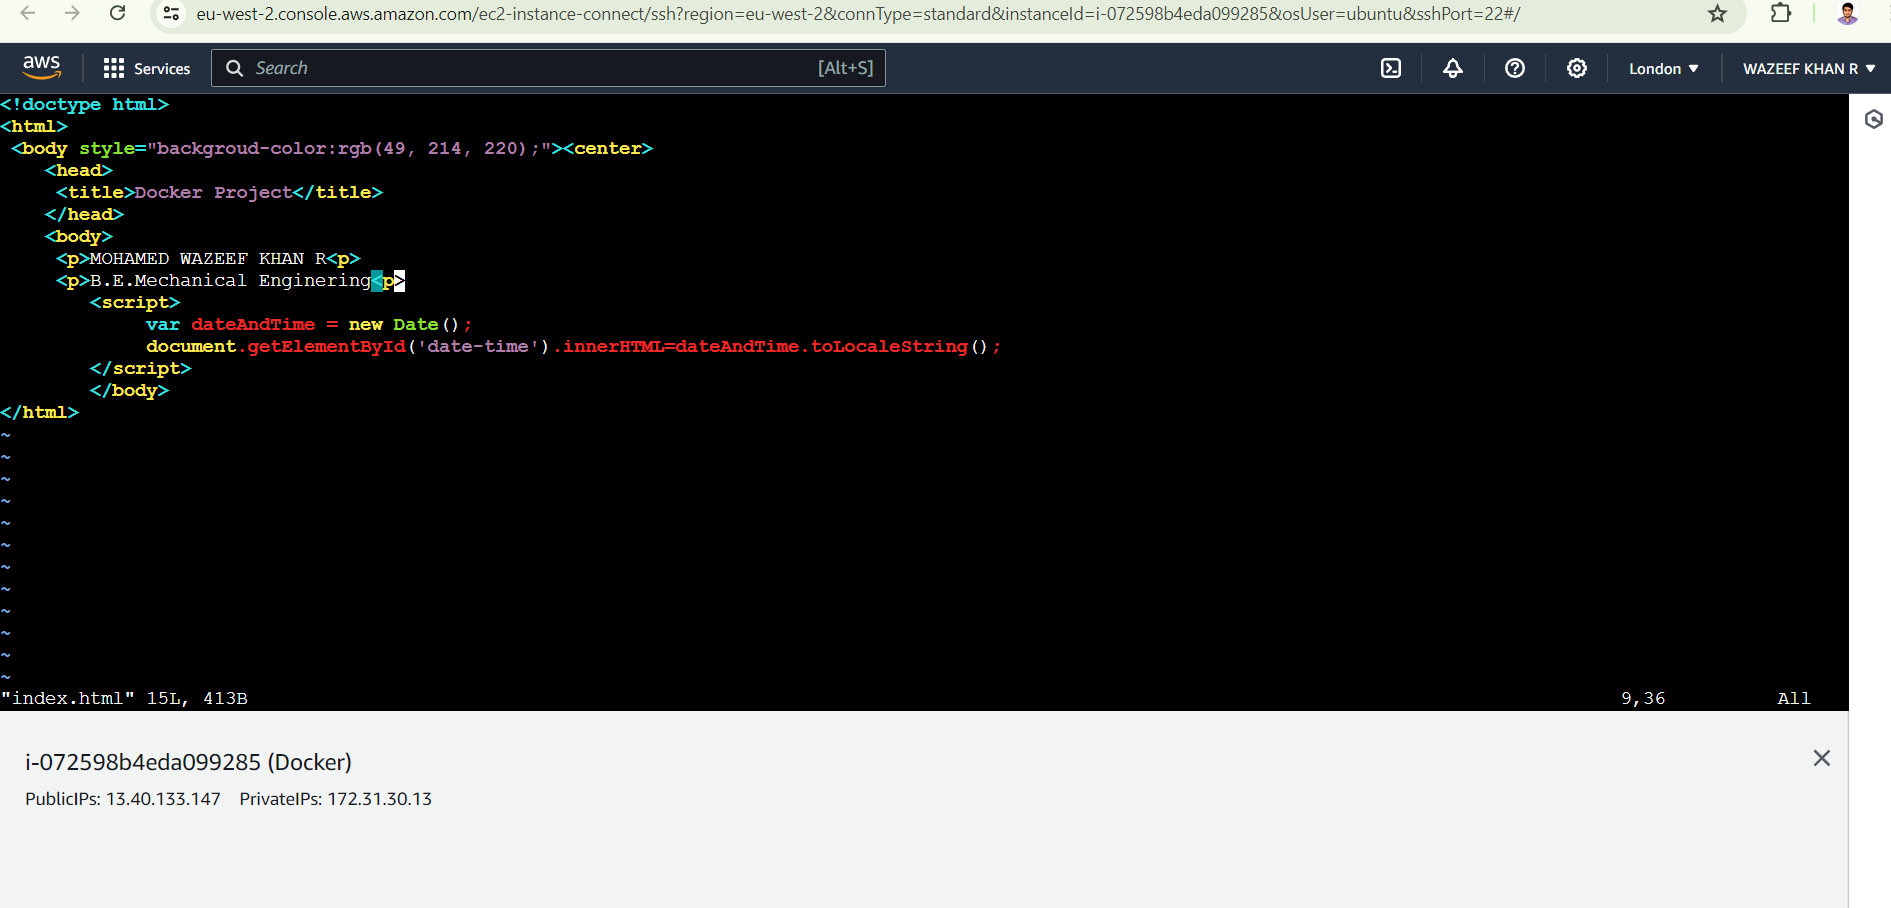 eu-west-2.console.aws.amazon.com/ec2-instance-connect/ssh?region=eu-west-2&connType=standard&instanceId=i-072598b4eda099285&osUser=ubuntu&sshPort=22#/
aws Services Search [Alt+S] London WAZEEF KHAN R
<!doctype html>
<html>
<body style="backgroud-color:rgb(49, 214, 220);"><center>
<head>
<title>Docker Project</title>
</head>
<body>
<p>MOHAMED WAZEEF KHAN R<p>
<p>B.E.Mechanical Enginering<p>
<script>
var dateAndTime = new Date();
document.getElementById('date-time').innerHTML=dateAndTime.toLocaleString();
</script>
</body>
</html>
~
~
~
~
~
~
~
~
~
~
~
~
"index.html" 15L, 413B 9,36 All
i-072598b4eda099285 (Docker)
PublicIPs: 13.40.133.147 PrivateIPs: 172.31.30.13